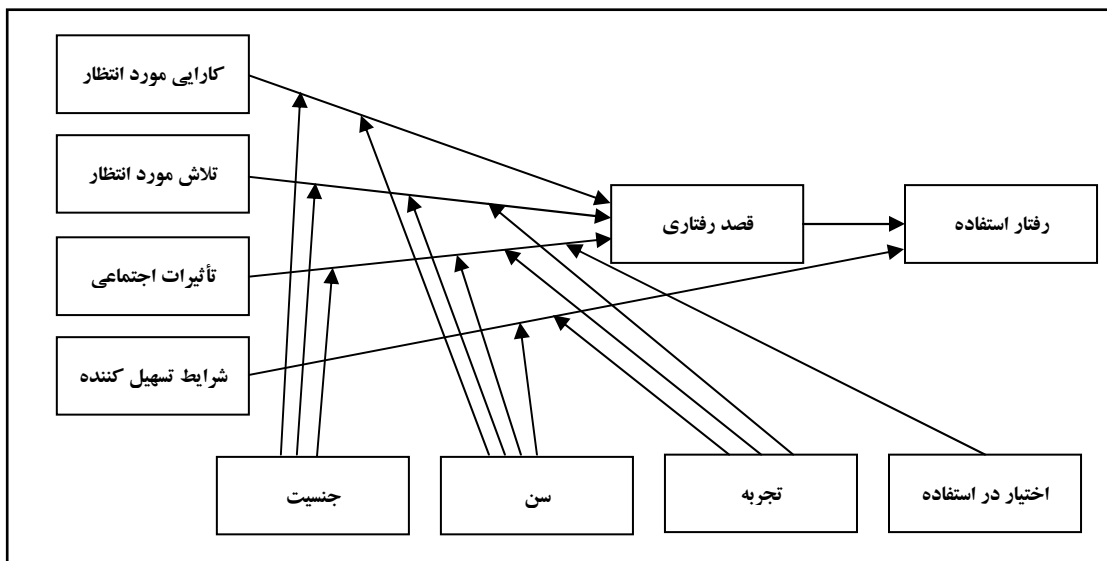 کارایی مورد انتظار
تلاش مورد انتظار
قصد رفتاری
رفتار استفاده
تأثیرات اجتماعی
شرایط تسهیل کننده
جنسیت
سن
تجربه
اختیار در استفاده